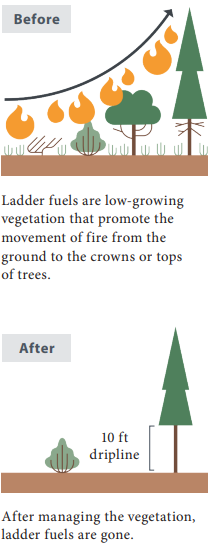 Before
Ladder fuels are low-growing
vegetation that promote the
movement of fire from the
ground to the crowns or tops
of trees.
After
10 ft
dripline
After managing the vegetation,
ladder fuels are gone.